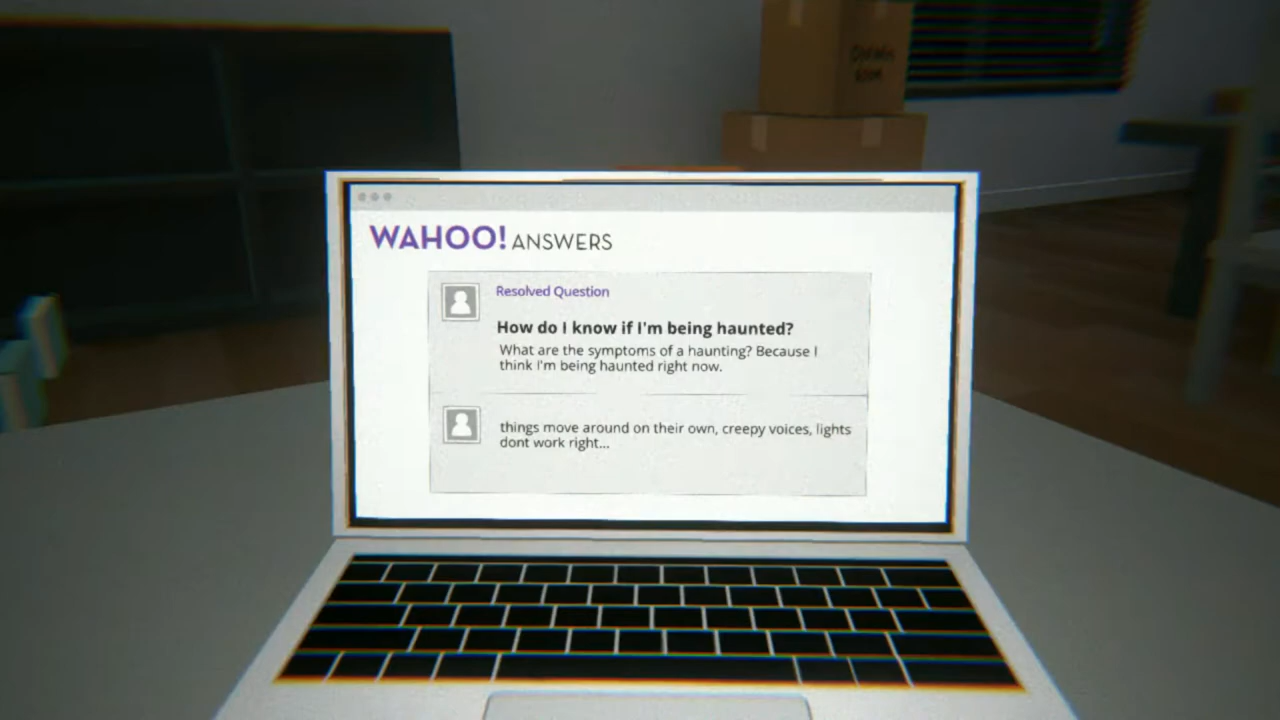 WAHOO! ANSWERS
Resolved Question
How do I know if I'm being haunted?
What are the symptoms of a haunting? Because I
think I'm being haunted right now.
things move around on their own, creepy voices, lights
dont work right...